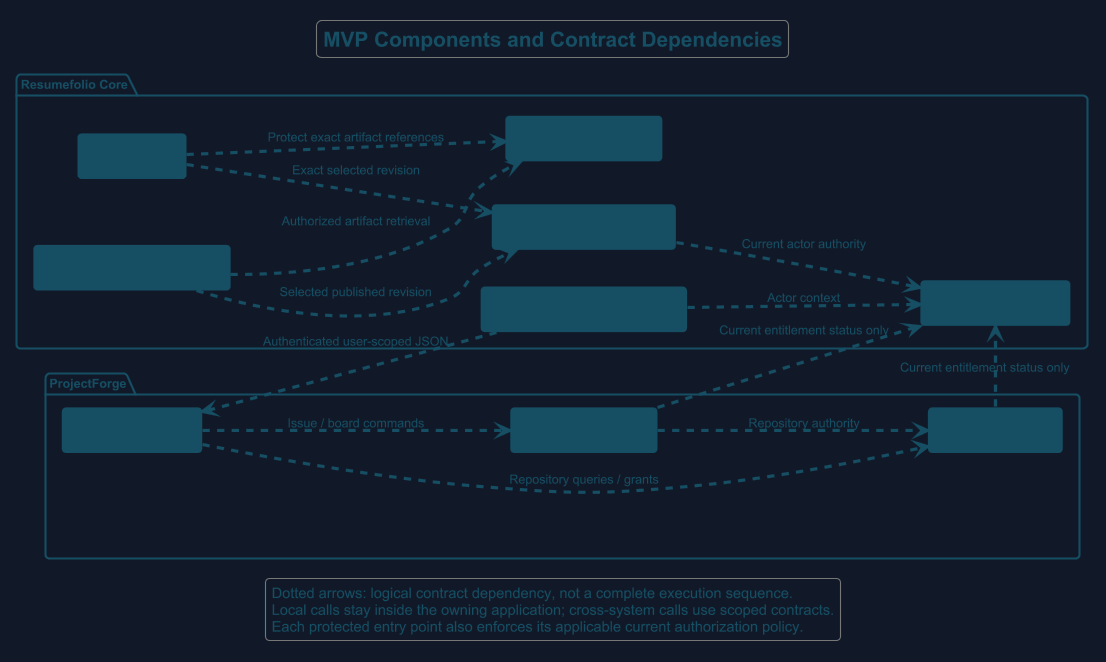 MVP Components and Contract Dependencies
Resumefolio Core
Protect exact artifact references
Exact selected revision
Authorized artifact retrieval
Current actor authority
Selected published revision
Actor context
Current entitlement status only
Authenticated user-scoped JSON
Current entitlement status only
ProjectForge
Issue / board commands
Repository authority
Repository queries / grants
Dotted arrows: logical contract dependency, not a complete execution sequence.
Local calls stay inside the owning application; cross-system calls use scoped contracts.
Each protected entry point also enforces its applicable current authorization policy.